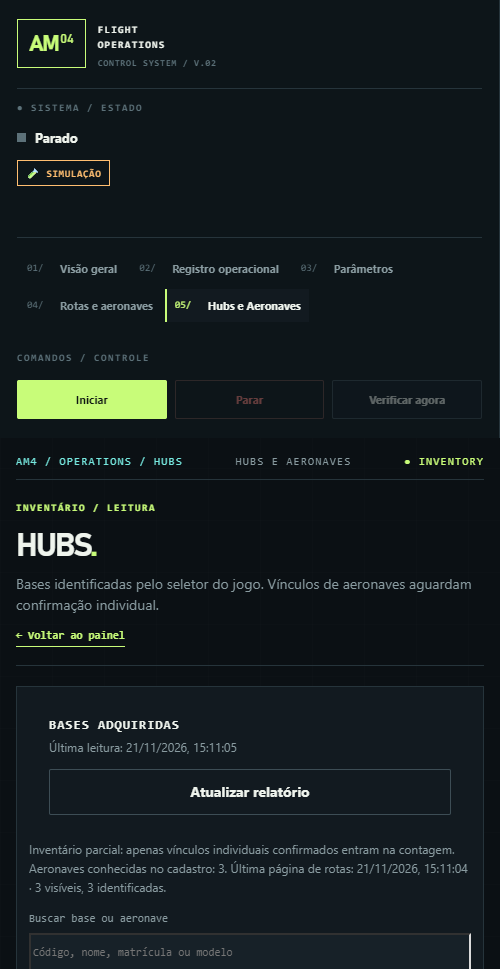 AM04
FLIGHT
OPERATIONS
CONTROL SYSTEM / V.02
● SISTEMA / ESTADO
Parado
SIMULAÇÃO
01/ Visão geral 02/ Registro operacional 03/ Parâmetros
04/ Rotas e aeronaves 05/ Hubs e Aeronaves
COMANDOS / CONTROLE
Iniciar Parar Verificar agora
AM4 / OPERATIONS / HUBS HUBS E AERONAVES ● INVENTORY
INVENTÁRIO / LEITURA
HUBS.
Bases identificadas pelo seletor do jogo. Vínculos de aeronaves aguardam
confirmação individual.
← Voltar ao painel
BASES ADQUIRIDAS
Última leitura: 21/11/2026, 15:11:05
Atualizar relatório
Inventário parcial: apenas vínculos individuais confirmados entram na contagem.
Aeronaves conhecidas no cadastro: 3. Última página de rotas: 21/11/2026, 15:11:04
· 3 visíveis, 3 identificadas.
Buscar base ou aeronave
Código, nome, matrícula ou modelo